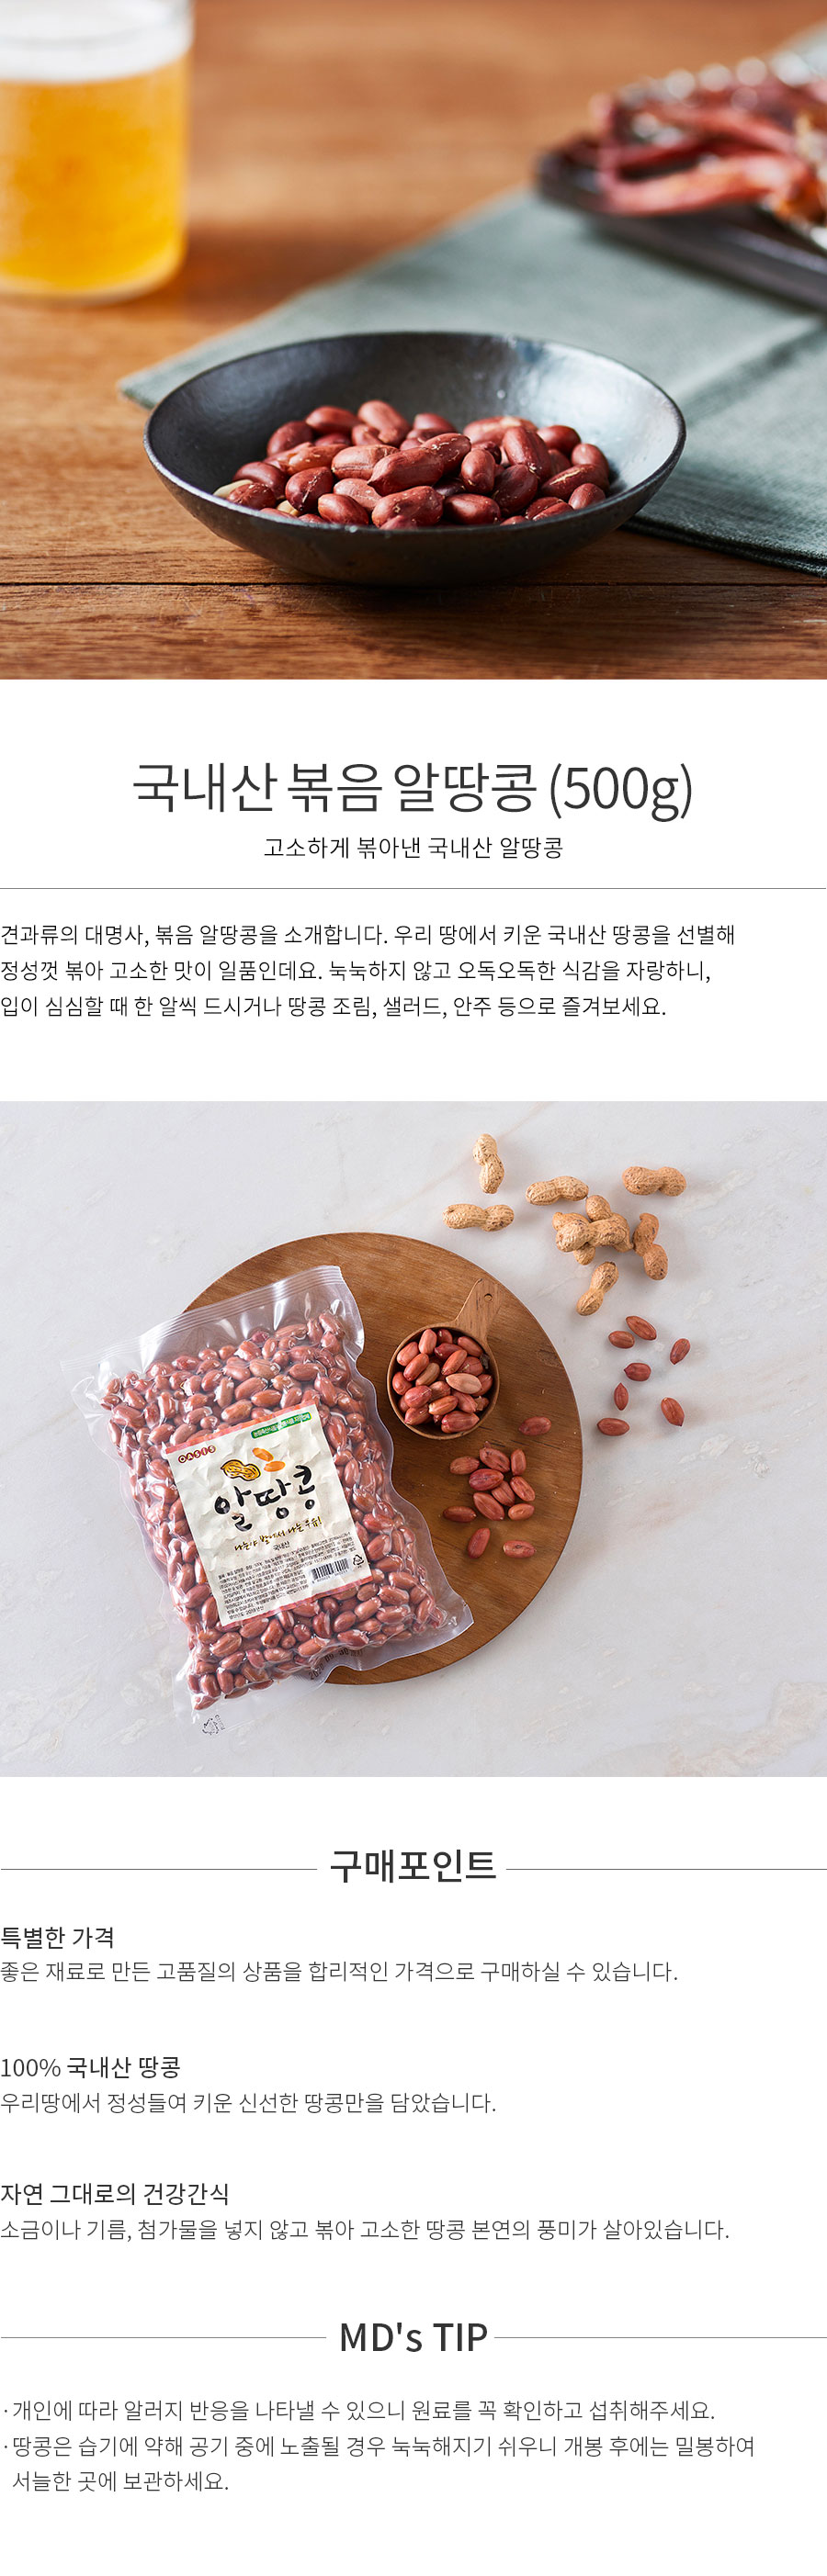 국내산 볶음 알땅콩 (500g)
고소하게 볶아낸 국내산 알땅콩
견과류의 대명사, 볶음 알땅콩을 소개합니다. 우리 땅에서 키운 국내산 땅콩을 선별해
정성껏 볶아 고소한 맛이 일품인데요. 눅눅하지 않고 오독오독한 식감을 자랑하니,
입이 심심할 때 한 알씩 드시거나 땅콩 조림, 샐러드, 안주 등으로 즐겨보세요.
OASIS
알땅콩
국내산
구매포인트
특별한 가격
좋은 재료로 만든 고품질의 상품을 합리적인 가격으로 구매하실 수 있습니다.
100% 국내산 땅콩
우리땅에서 정성들여 키운 신선한 땅콩만을 담았습니다.
자연 그대로의 건강간식
소금이나 기름, 첨가물을 넣지 않고 볶아 고소한 땅콩 본연의 풍미가 살아있습니다.
MD's TIP
· 개인에 따라 알러지 반응을 나타낼 수 있으니 원료를 꼭 확인하고 섭취해주세요.
· 땅콩은 습기에 약해 공기 중에 노출될 경우 눅눅해지기 쉬우니 개봉 후에는 밀봉하여
서늘한 곳에 보관하세요.